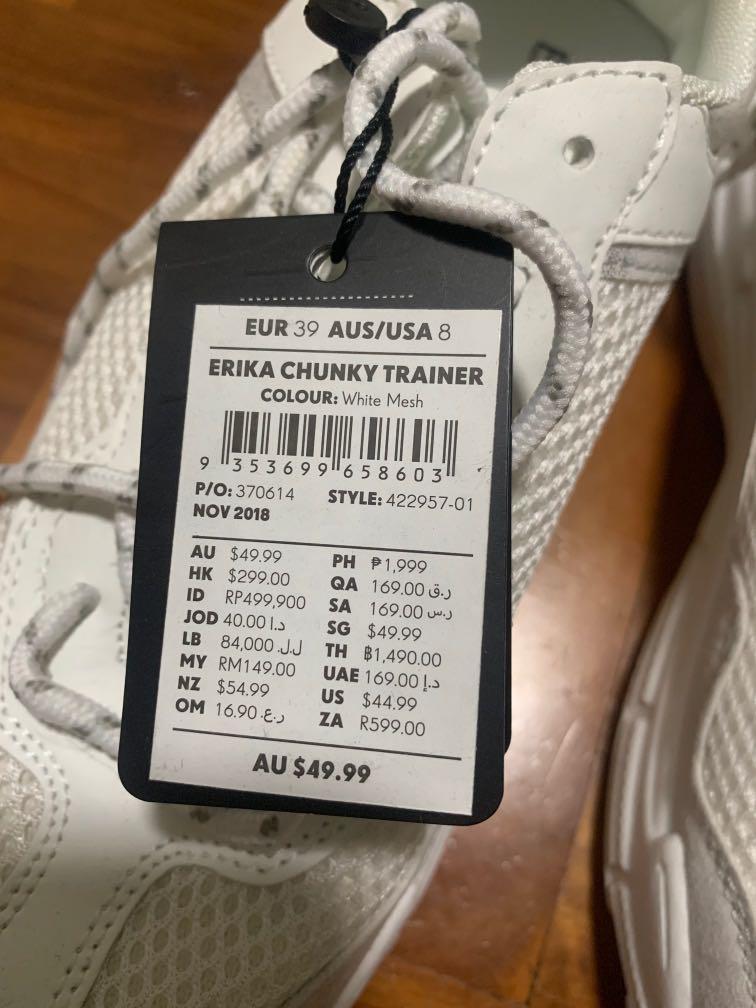 EUR 39 AUS/USA 8
ERIKA CHUNKY TRAINER
COLOUR: White Mesh
9 353699 658603
P/O: 370614 STYLE: 422957-01
NOV 2018
AU $49.99
HK $299.00
ID RP499,900
JOD 40.00 د.ا
LB 84,000 ل.ل.
MY RM149.00
NZ $54.99
OM 16.90 ر.ع.
PH ₱1,999
QA 169.00 ر.ق
SA 169.00 ر.س
SG $49.99
TH ฿1,490.00
UAE 169.00 د.إ
US $44.99
ZA R599.00
AU $49.99